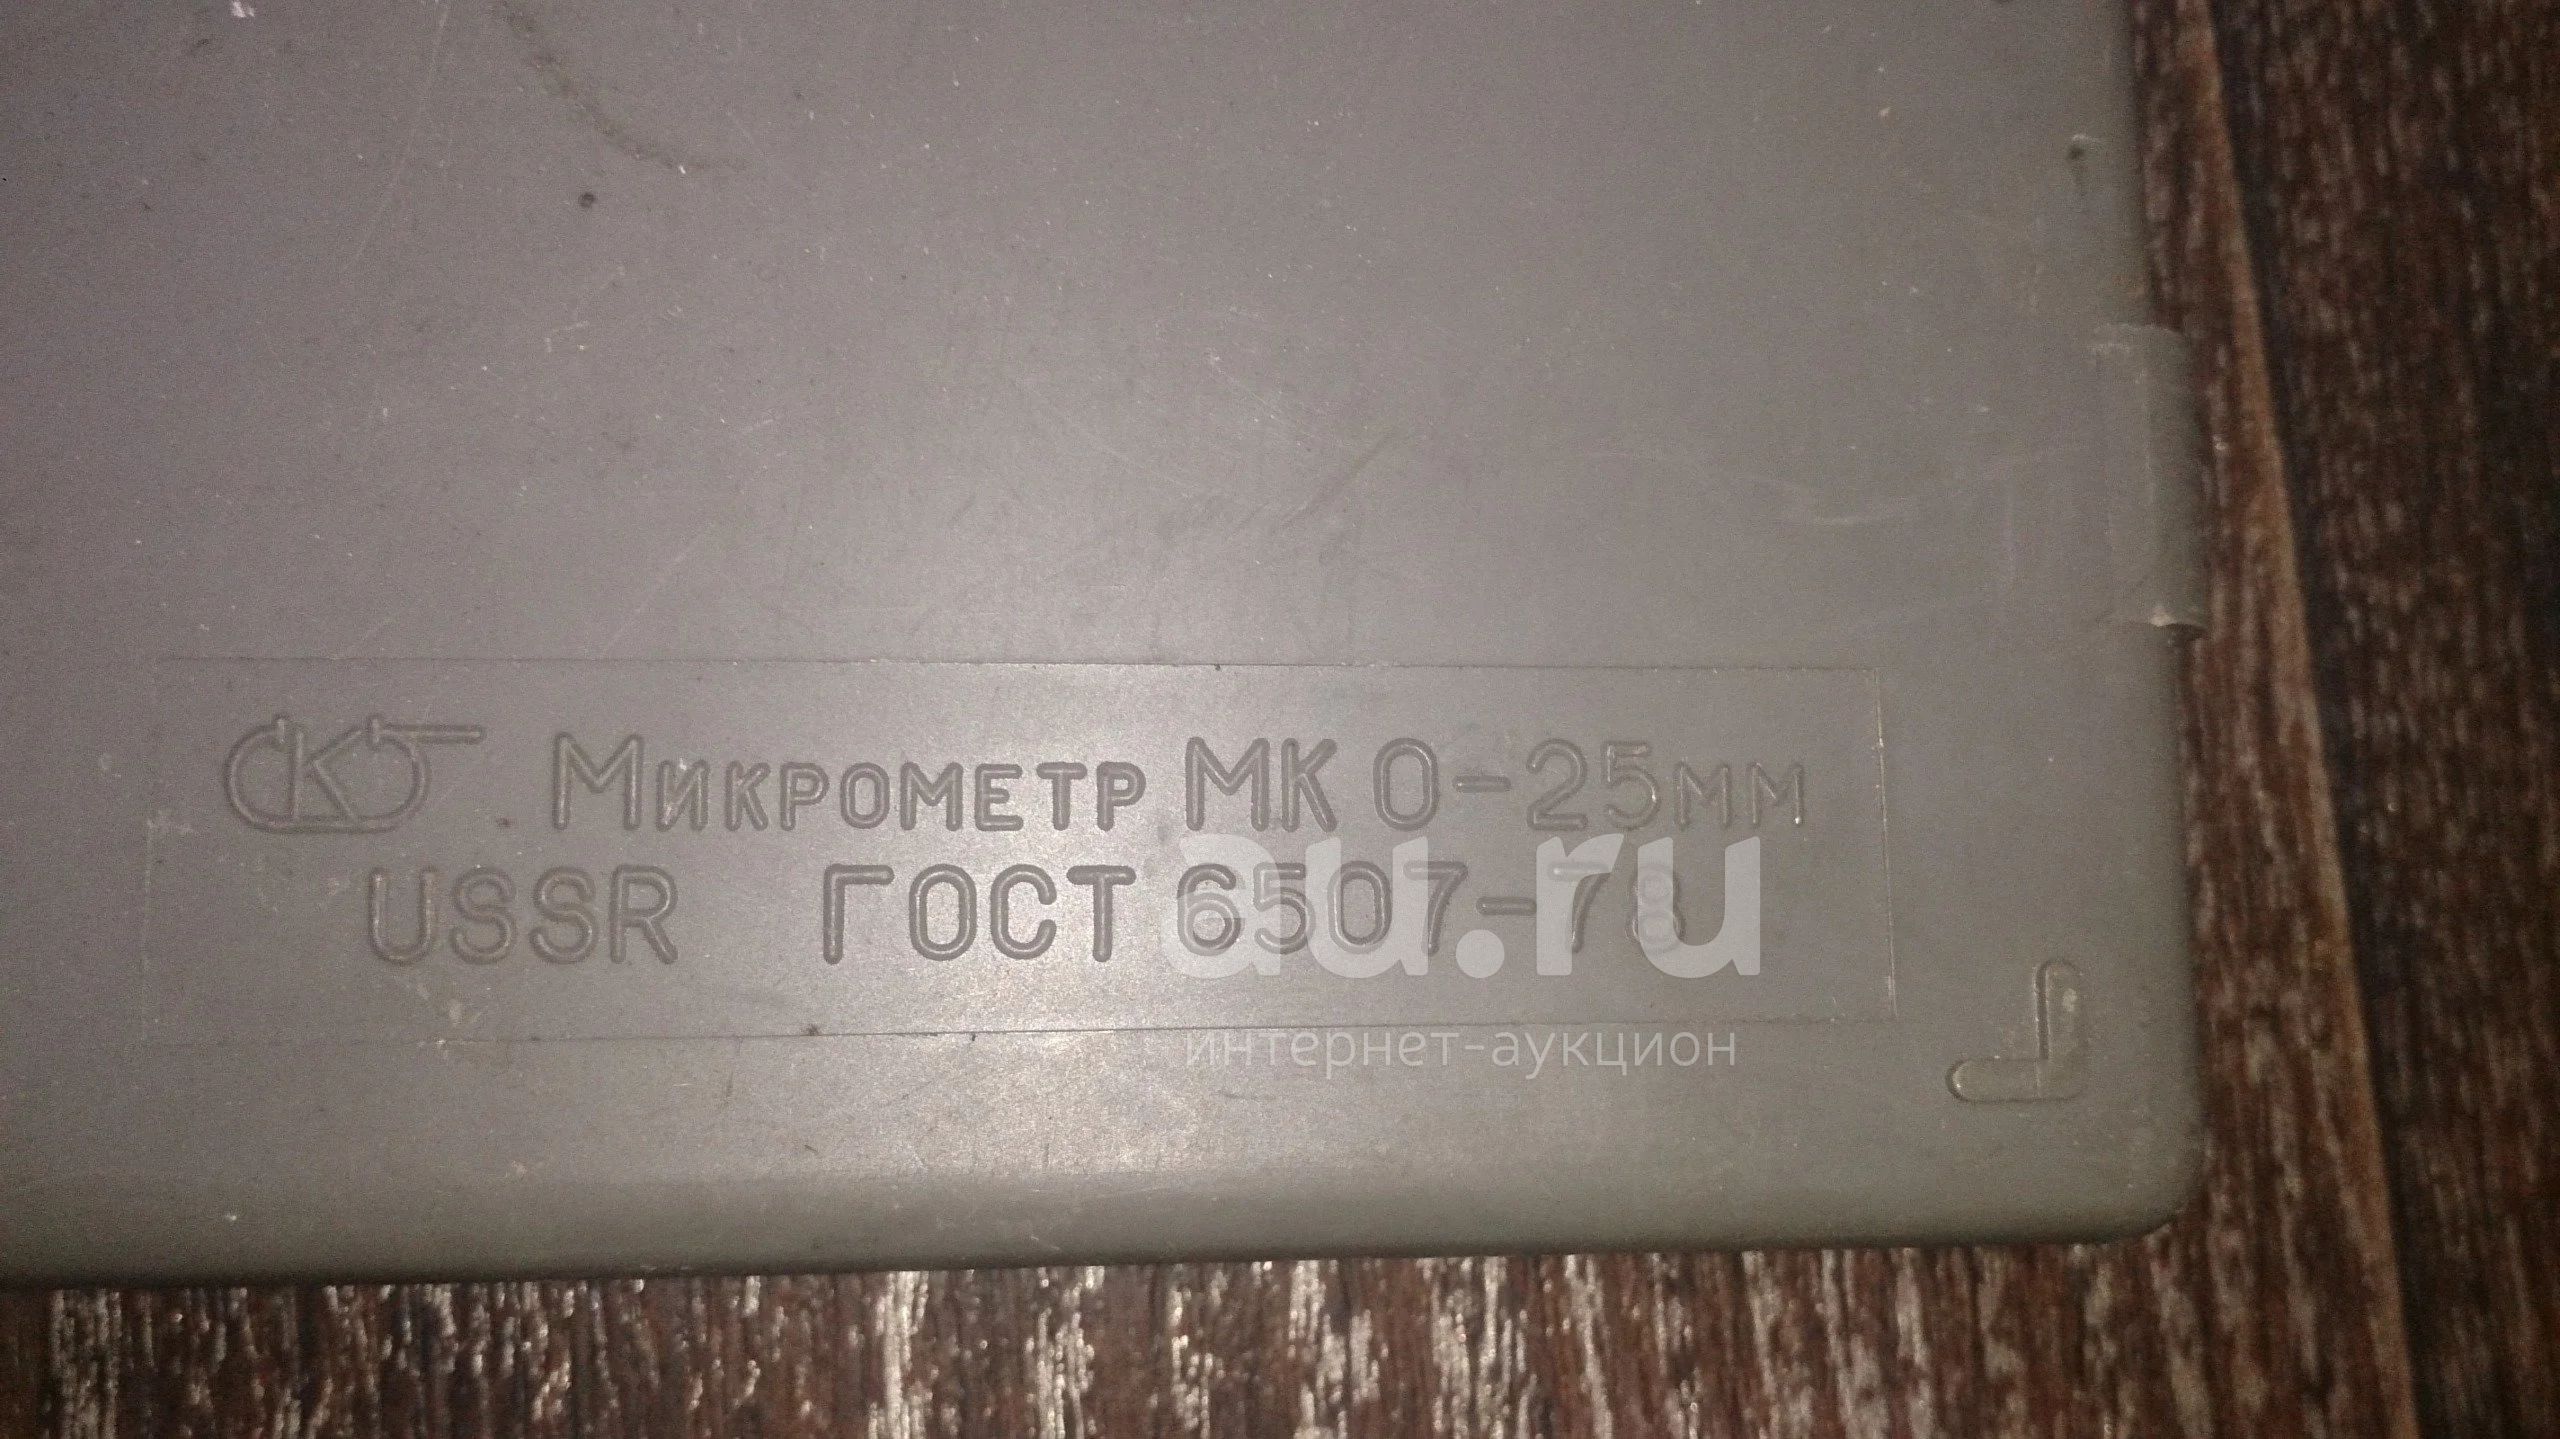 К Микрометр МК 0-25мм
USSR ГОСТ 6507-78
au.ru
интернет-аукцион